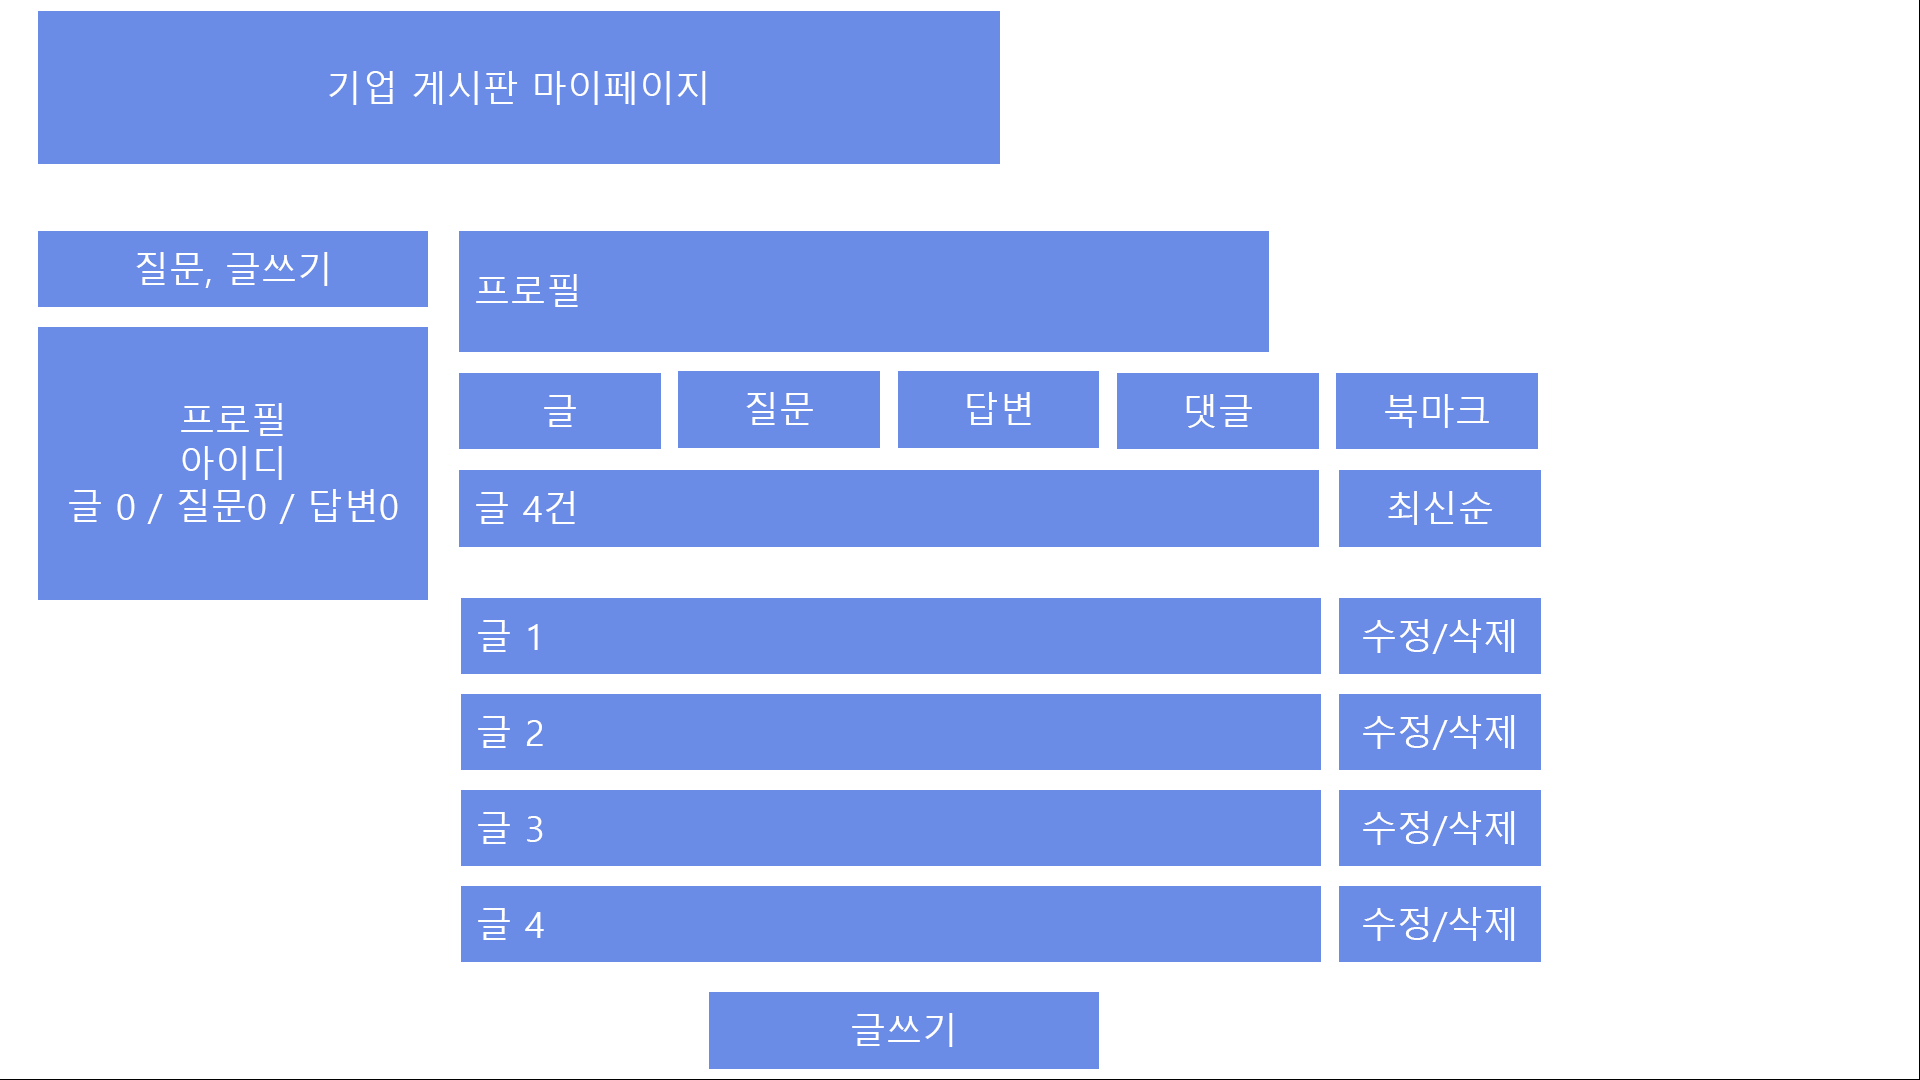 기업 게시판 마이페이지
질문, 글쓰기
프로필
아이디
글 0 / 질문0 / 답변0
프로필
글
질문
답변
댓글
북마크
글 4건
최신순
글 1
수정/삭제
글 2
수정/삭제
글 3
수정/삭제
글 4
수정/삭제
글쓰기